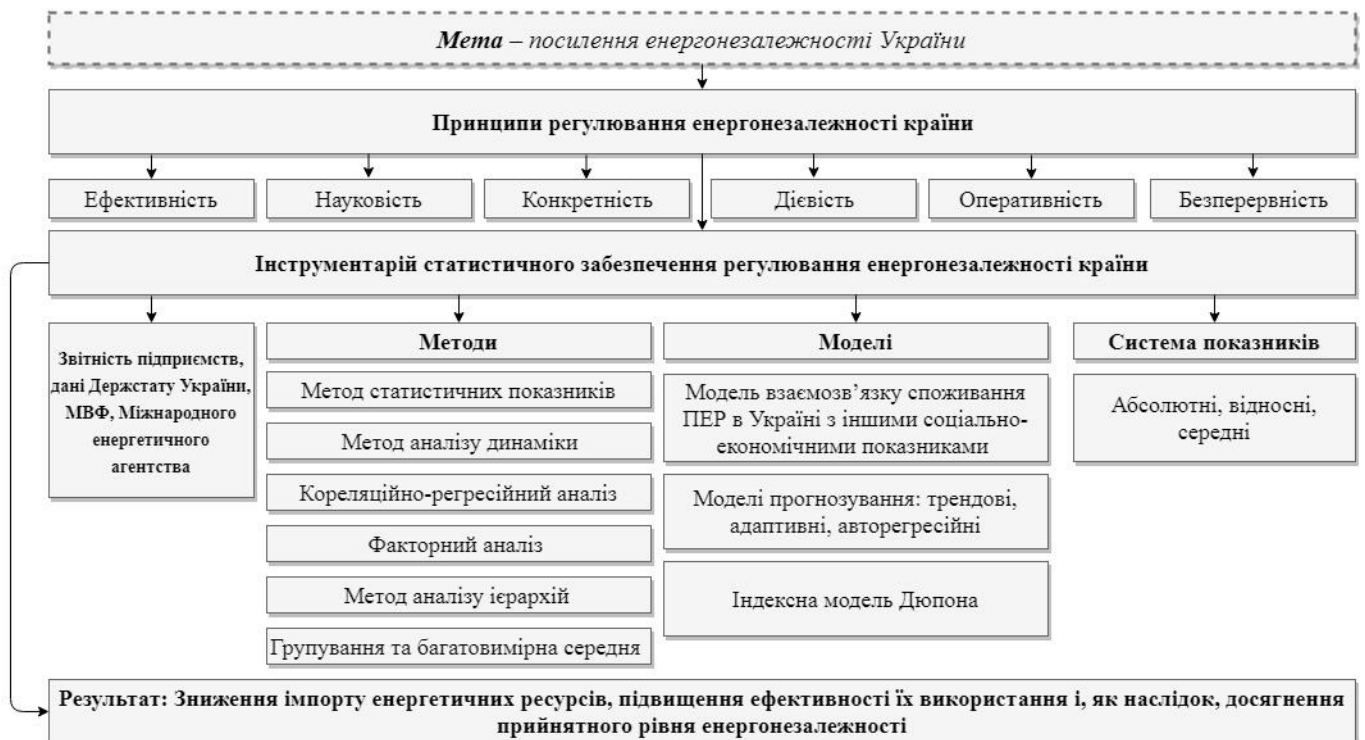 Мета – посилення енергонезалежності України
Принципи регулювання енергонезалежності країни
Ефективність
Науковість
Конкретність
Дієвість
Оперативність
Безперервність
Інструментарій статистичного забезпечення регулювання енергонезалежності країни
Звітність підприємств,
дані Держстату України,
МВФ, Міжнародного
енергетичного
агентства
Методи
Метод статистичних показників
Метод аналізу динаміки
Кореляційно-регресійний аналіз
Факторний аналіз
Метод аналізу ієрархій
Групування та багатовимірна середня
Моделі
Модель взаємозв’язку споживання
ПЕР в Україні з іншими соціально-
економічними показниками
Моделі прогнозування: трендові,
адаптивні, авторегресійні
Індексна модель Дюпона
Система показників
Абсолютні, відносні,
середні
Результат: Зниження імпорту енергетичних ресурсів, підвищення ефективності їх використання і, як наслідок, досягнення
прийнятного рівня енергонезалежності